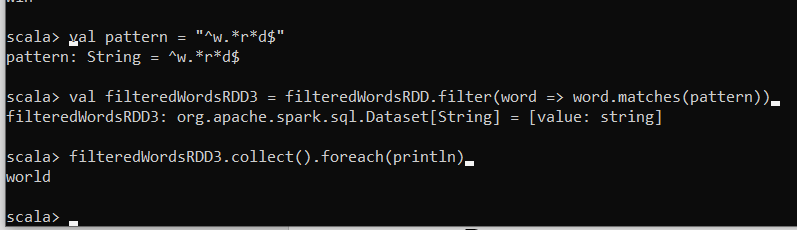 win
scala> val pattern = "^w.*r*d$"
pattern: String = ^w.*r*d$
scala> val filteredWordsRDD3 = filteredWordsRDD.filter(word => word.matches(pattern))
filteredWordsRDD3: org.apache.spark.sql.Dataset[String] = [value: string]
scala> filteredWordsRDD3.collect().foreach(println)
world
scala>